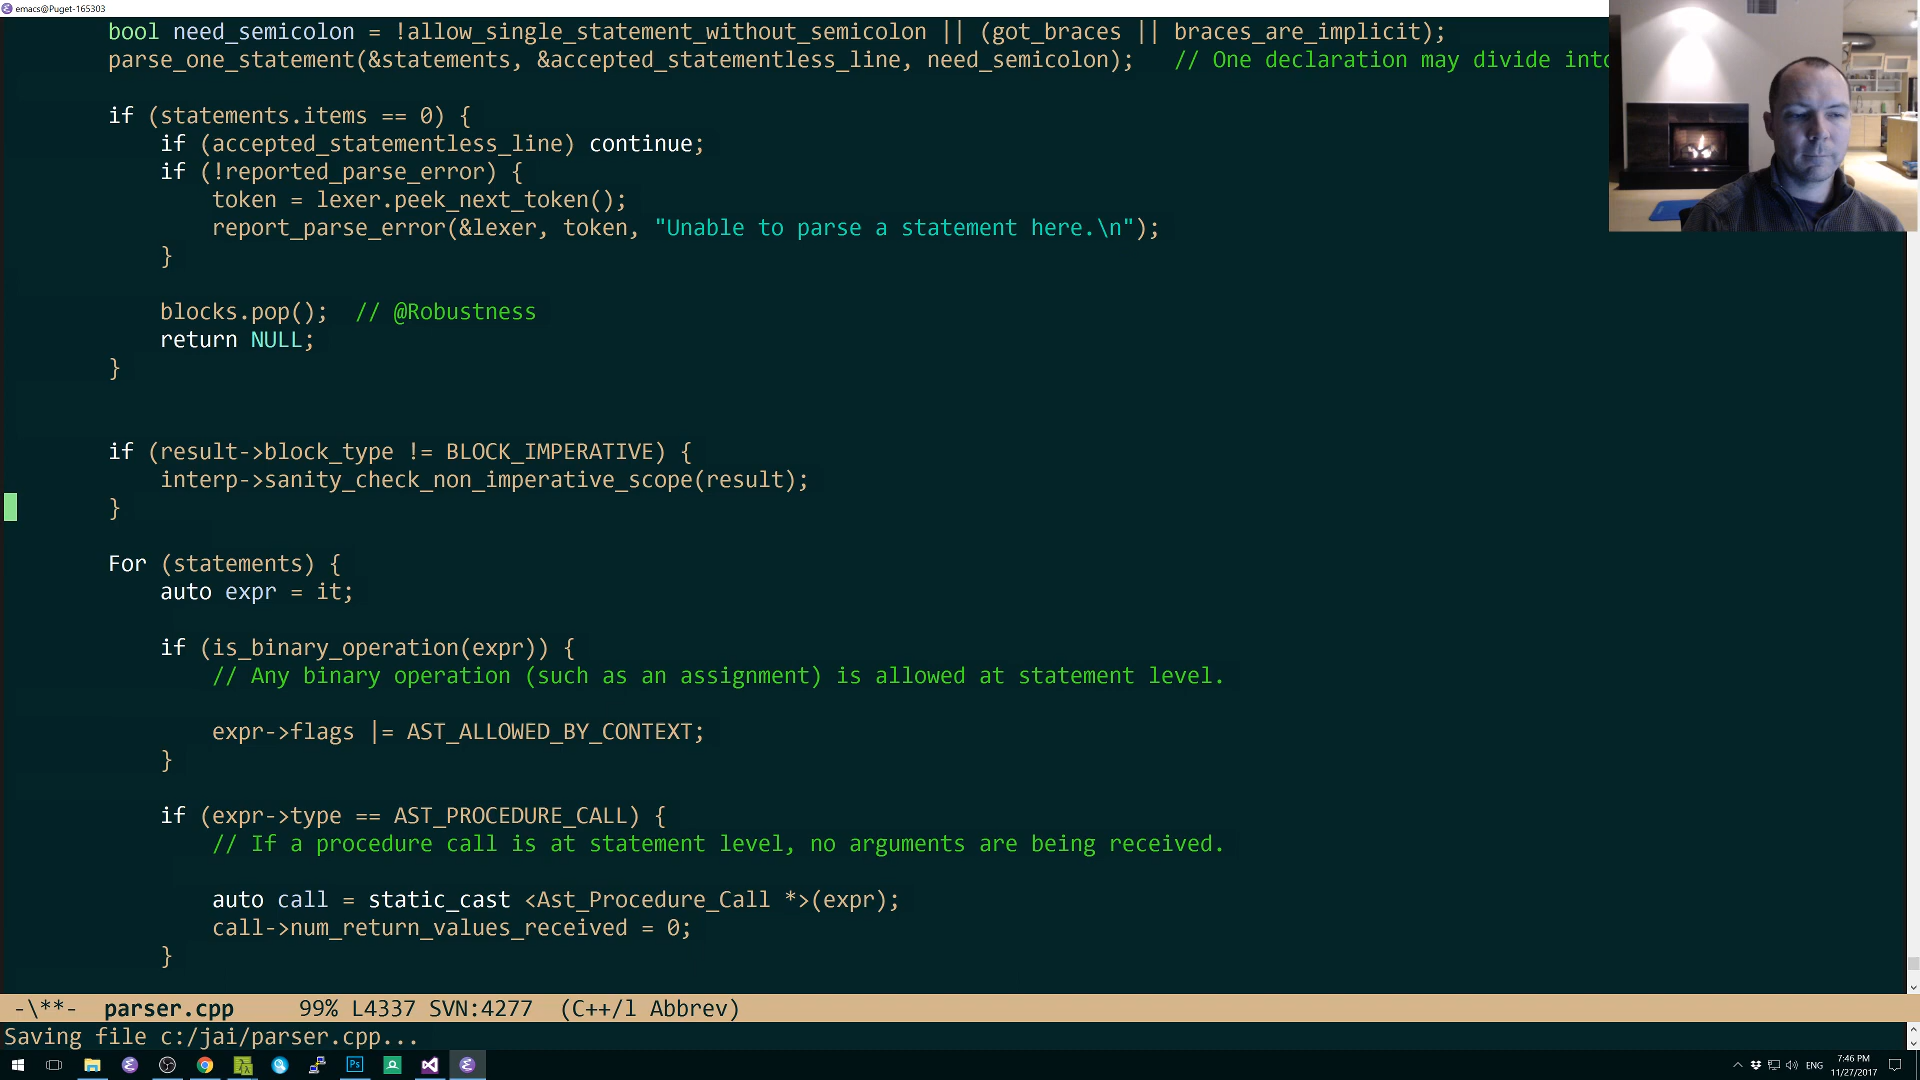 emacs@Puget-165303
bool need_semicolon = !allow_single_statement_without_semicolon || (got_braces || braces_are_implicit);
parse_one_statement(&statements, &accepted_statementless_line, need_semicolon);   // One declaration may divide into
if (statements.items == 0) {
if (accepted_statementless_line) continue;
if (!reported_parse_error) {
token = lexer.peek_next_token();
report_parse_error(&lexer, token, "Unable to parse a statement here.\n");
}
blocks.pop();  // @Robustness
return NULL;
}
if (result->block_type != BLOCK_IMPERATIVE) {
interp->sanity_check_non_imperative_scope(result);
}
For (statements) {
auto expr = it;
if (is_binary_operation(expr)) {
// Any binary operation (such as an assignment) is allowed at statement level.
expr->flags |= AST_ALLOWED_BY_CONTEXT;
}
if (expr->type == AST_PROCEDURE_CALL) {
// If a procedure call is at statement level, no arguments are being received.
auto call = static_cast <Ast_Procedure_Call *>(expr);
call->num_return_values_received = 0;
}
-\**-  parser.cpp     99% L4337 SVN:4277  (C++/l Abbrev)
Saving file c:/jai/parser.cpp...
Ps
ENG
7:46 PM
11/27/2017